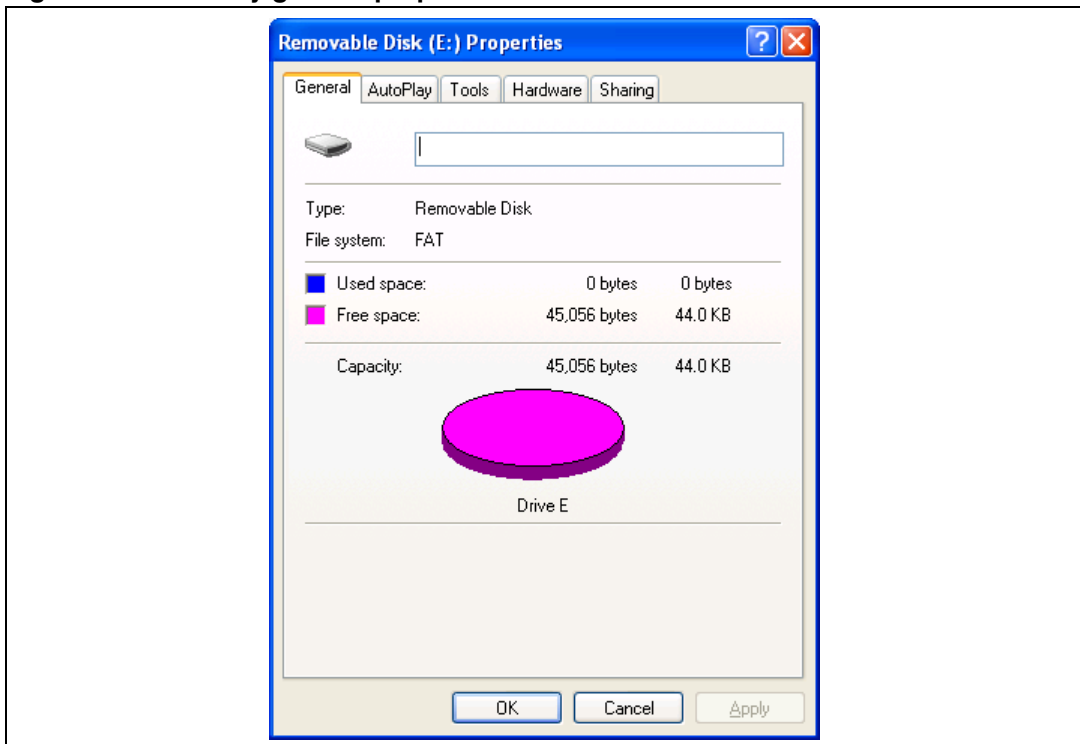 Removable Disk (E:) Properties
General AutoPlay Tools Hardware Sharing
Type: Removable Disk
File system: FAT
Used space: 0 bytes 0 bytes
Free space: 45,056 bytes 44.0 KB
Capacity: 45,056 bytes 44.0 KB
Drive E
OK Cancel Apply